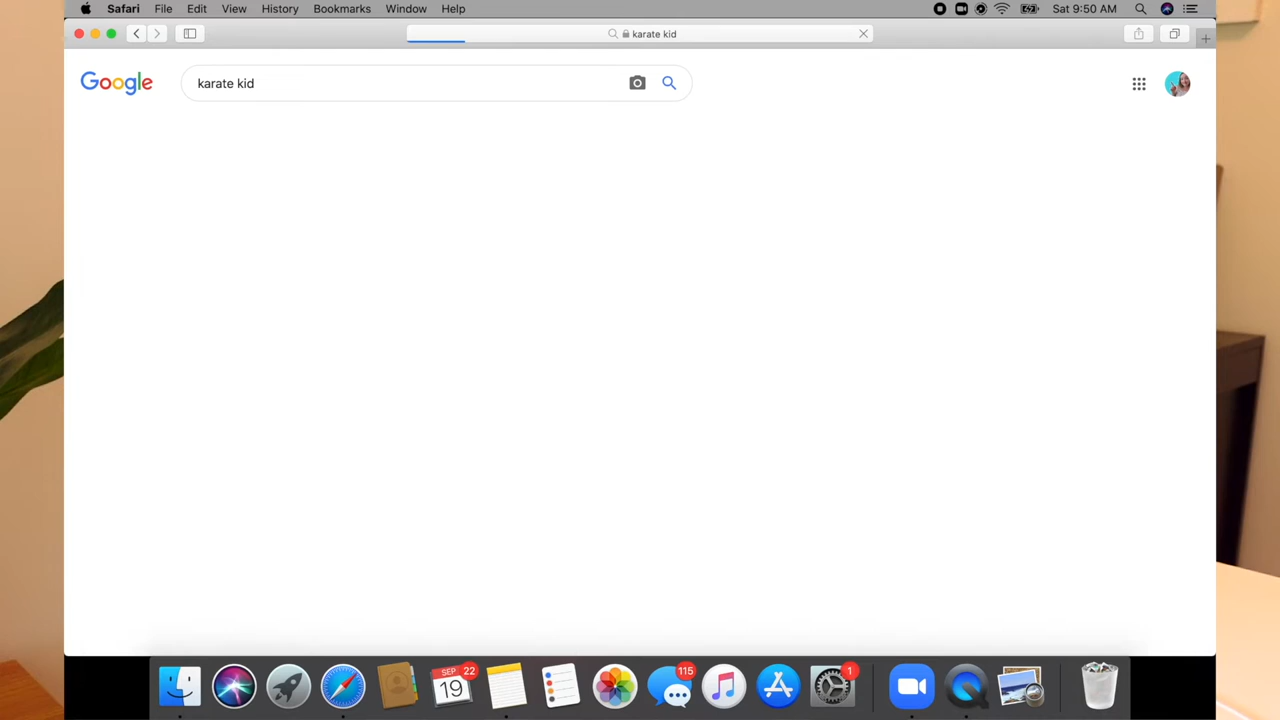 Safari File Edit View History Bookmarks Window Help Sat 9:50 AM
karate kid
Google karate kid
SEP 22 115 1
19